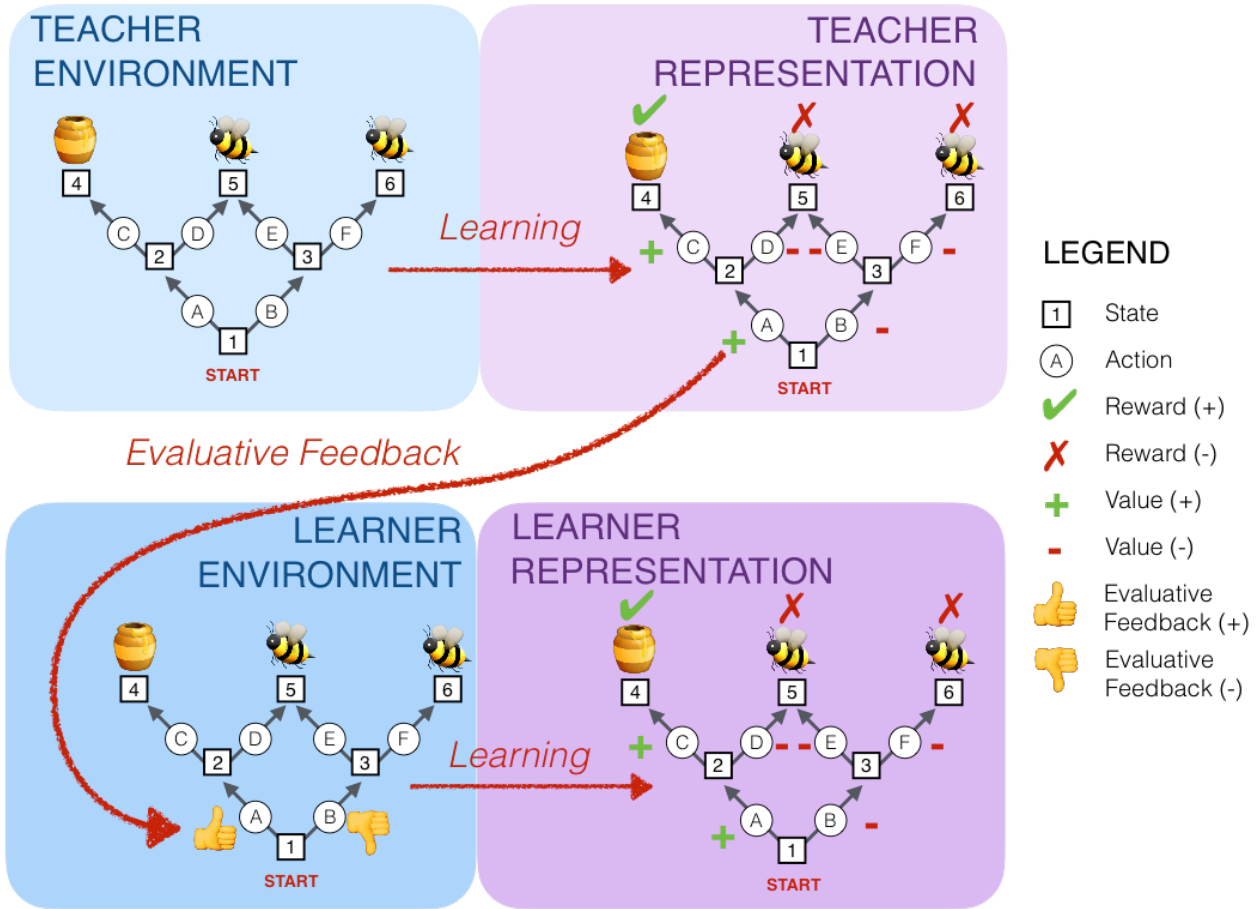 TEACHER
ENVIRONMENT
4
5
6
C
D
E
F
2
3
A
B
1
START
Learning
TEACHER
REPRESENTATION
4
5
6
C
D
E
F
2
3
A
B
1
START
Evaluative Feedback
LEARNER
ENVIRONMENT
4
5
6
C
D
E
F
2
3
A
B
1
START
Learning
LEARNER
REPRESENTATION
4
5
6
C
D
E
F
2
3
A
B
1
START
LEGEND
1 State
A Action
Reward (+)
Reward (-)
+ Value (+)
- Value (-)
Evaluative
Feedback (+)
Evaluative
Feedback (-)